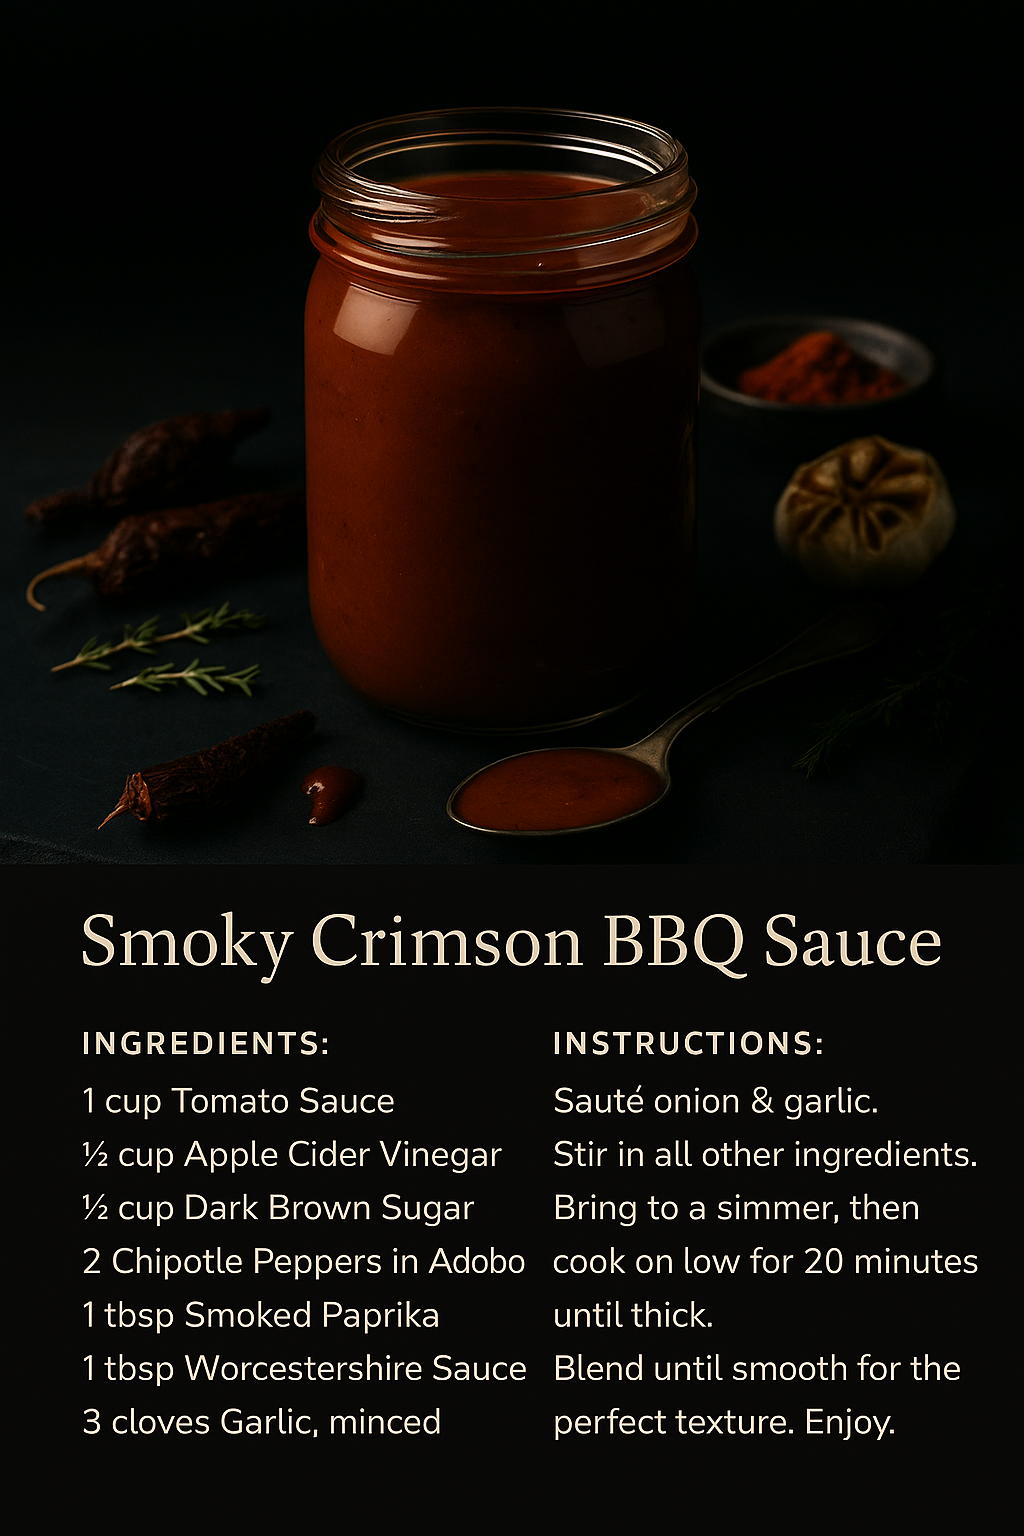 Smoky Crimson BBQ Sauce
INGREDIENTS:
1 cup Tomato Sauce
½ cup Apple Cider Vinegar
½ cup Dark Brown Sugar
2 Chipotle Peppers in Adobo
1 tbsp Smoked Paprika
1 tbsp Worcestershire Sauce
3 cloves Garlic, minced
INSTRUCTIONS:
Sauté onion & garlic.
Stir in all other ingredients.
Bring to a simmer, then
cook on low for 20 minutes
until thick.
Blend until smooth for the
perfect texture. Enjoy.